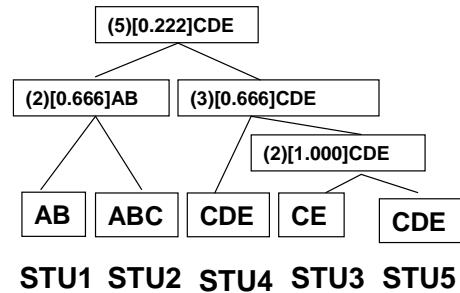 (5)[0.222]CDE
(2)[0.666]AB (3)[0.666]CDE
(2)[1.000]CDE
AB ABC CDE CE CDE
STU1 STU2 STU4 STU3 STU5